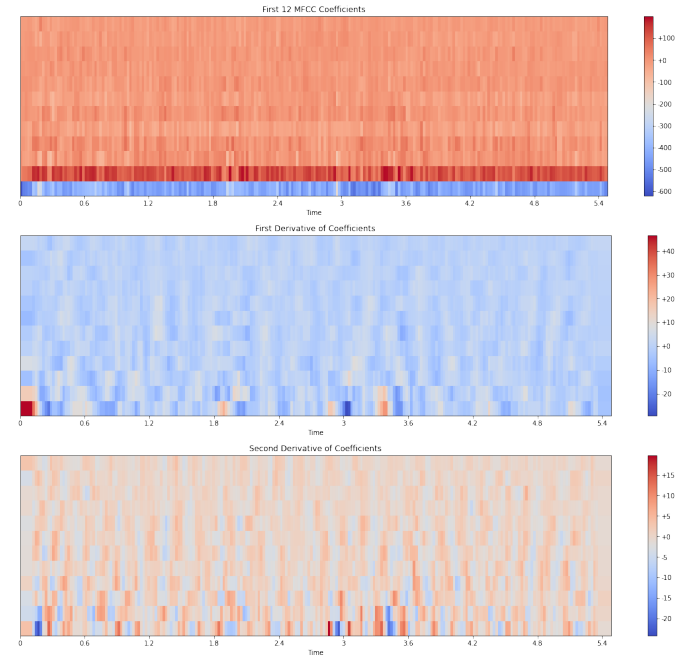 First 12 MFCC Coefficients
+100
+0
-100
-200
-300
-400
-500
-600
0 0.6 1.2 1.8 2.4 3 3.6 4.2 4.8 5.4
Time
First Derivative of Coefficients
+40
+30
+20
+10
+0
-10
-20
0 0.6 1.2 1.8 2.4 3 3.6 4.2 4.8 5.4
Time
Second Derivative of Coefficients
+15
+10
+5
+0
-5
-10
-15
-20
0 0.6 1.2 1.8 2.4 3 3.6 4.2 4.8 5.4
Time